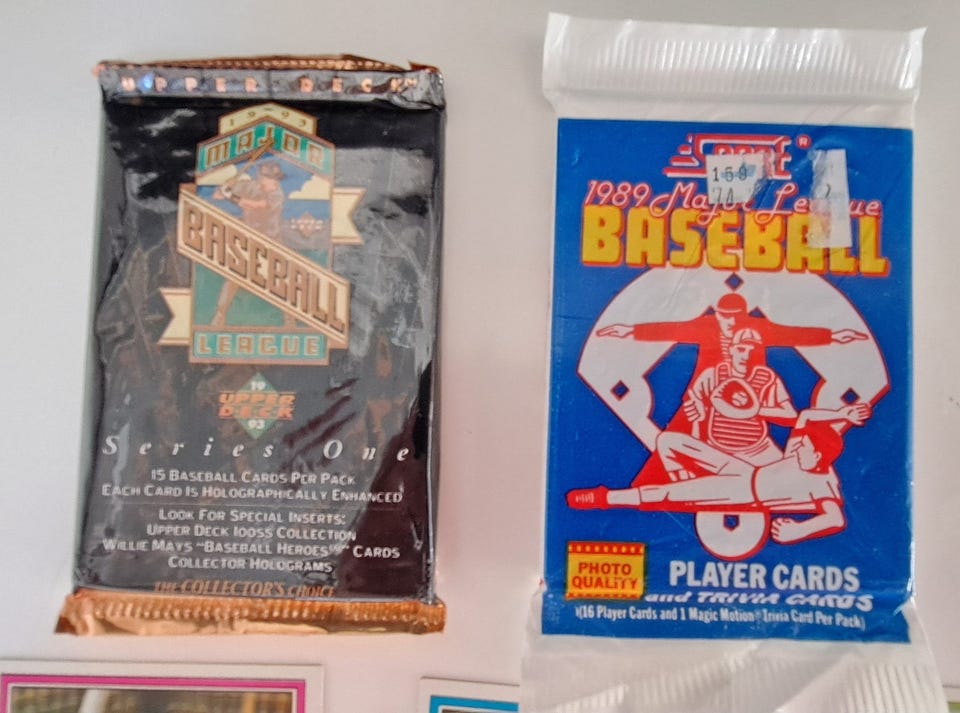 UPPER DECK
1993
MAJOR
BASEBALL
LEAGUE
19
UPPER
DECK
93
Series One
15 BASEBALL CARDS PER PACK
EACH CARD IS HOLOGRAPHICALLY ENHANCED
LOOK FOR SPECIAL INSERTS:
UPPER DECK IOOSS COLLECTION
WILLIE MAYS "BASEBALL HEROES™" CARDS
COLLECTOR HOLOGRAMS
THE COLLECTOR'S CHOICE
SCORE®
1989 Major League
BASEBALL
PHOTO
QUALITY
PLAYER CARDS
and TRIVIA CARDS
(16 Player Cards and 1 Magic Motion® Trivia Card Per Pack)